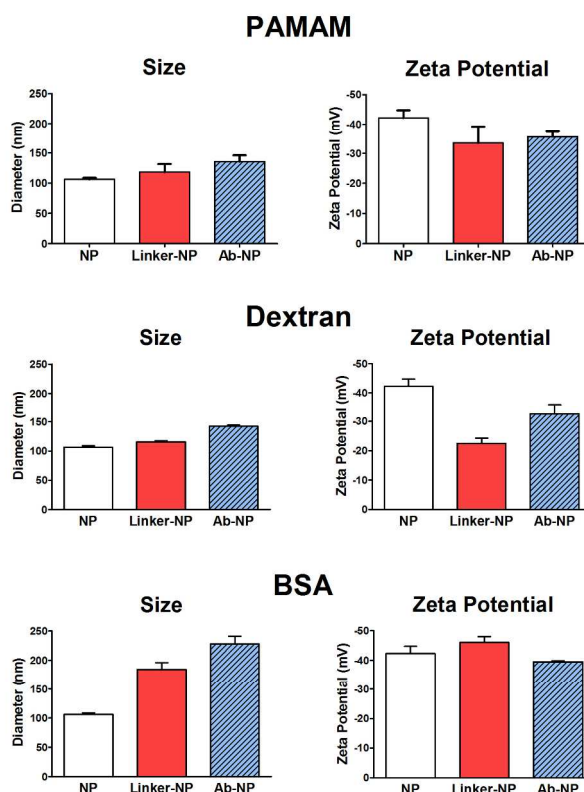 PAMAM
Size
Zeta Potential
Diameter (nm)
250
200
150
100
50
0
NP Linker-NP Ab-NP
Zeta Potential (mV)
-50
-40
-30
-20
-10
0
NP Linker-NP Ab-NP
Dextran
Size
Zeta Potential
Diameter (nm)
250
200
150
100
50
0
NP Linker-NP Ab-NP
Zeta Potential (mV)
-50
-40
-30
-20
-10
0
NP Linker-NP Ab-NP
BSA
Size
Zeta Potential
Diameter (nm)
250
200
150
100
50
0
NP Linker-NP Ab-NP
Zeta Potential (mV)
-50
-40
-30
-20
-10
0
NP Linker-NP Ab-NP